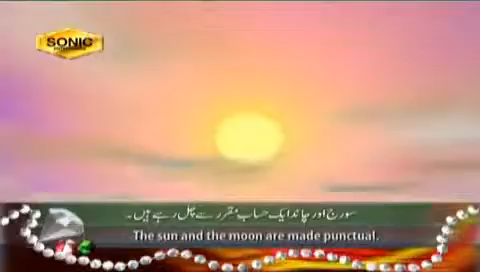 SONIC
سورج اور چاند ایک حساب مقرر سے چل رہے ہیں۔
The sun and the moon are made punctual.